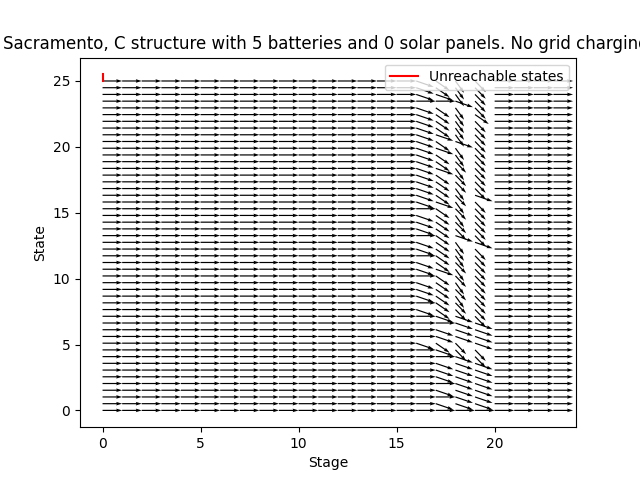 Sacramento, C structure with 5 batteries and 0 solar panels. No grid chargin
Unreachable states
25
20
15
10
5
0
State
0 5 10 15 20
Stage